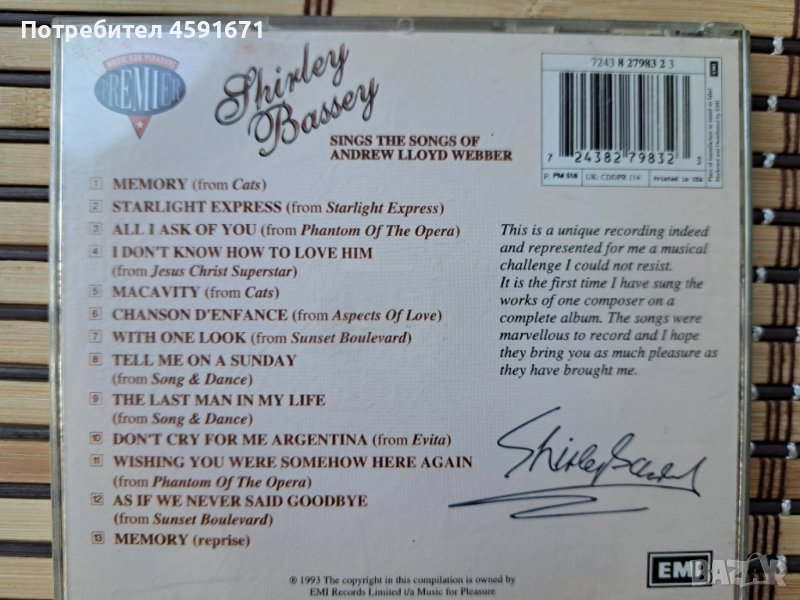 Потребител 4591671
MUSIC FOR PLEASURE
PREMIER
Shirley
Bassey
SINGS THE SONGS OF
ANDREW LLOYD WEBBER
7243 8 27983 2 3
7 24382 79832 3
F: PM 518 UK: CDDPR 114 Printed in USA
EMI
1 MEMORY (from Cats)
2 STARLIGHT EXPRESS (from Starlight Express)
3 ALL I ASK OF YOU (from Phantom Of The Opera)
4 I DON'T KNOW HOW TO LOVE HIM
(from Jesus Christ Superstar)
5 MACAVITY (from Cats)
6 CHANSON D'ENFANCE (from Aspects Of Love)
7 WITH ONE LOOK (from Sunset Boulevard)
8 TELL ME ON A SUNDAY
(from Song & Dance)
9 THE LAST MAN IN MY LIFE
(from Song & Dance)
10 DON'T CRY FOR ME ARGENTINA (from Evita)
11 WISHING YOU WERE SOMEHOW HERE AGAIN
(from Phantom Of The Opera)
12 AS IF WE NEVER SAID GOODBYE
(from Sunset Boulevard)
13 MEMORY (reprise)
This is a unique recording indeed
and represented for me a musical
challenge I could not resist.
It is the first time I have sung the
works of one composer on a
complete album. The songs were
marvellous to record and I hope
they bring you as much pleasure as
they have brought me.
Shirley Bassey
EMI
BAZAR
℗ 1993 The copyright in this compilation is owned by
EMI Records Limited t/a Music for Pleasure